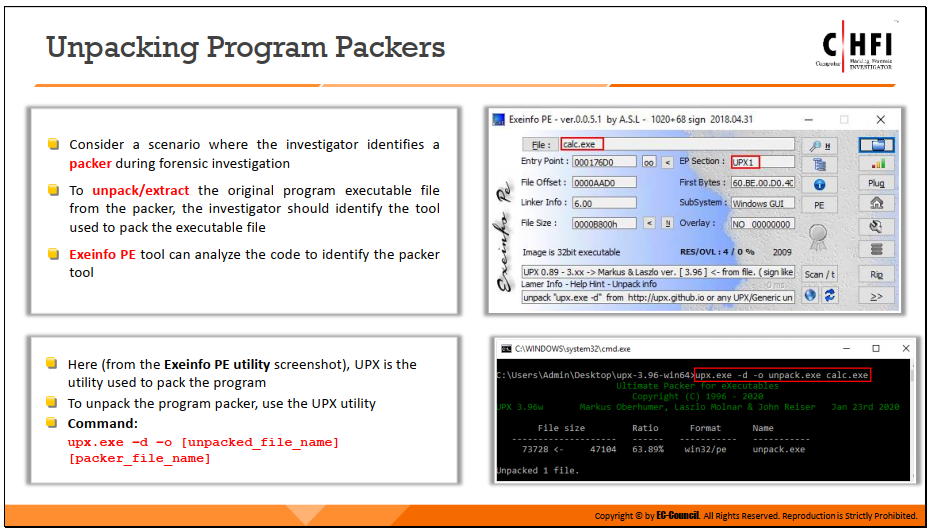 Unpacking Program Packers
CHFI
Computer Hacking Forensic
INVESTIGATOR
Consider a scenario where the investigator identifies a
packer during forensic investigation
To unpack/extract the original program executable file
from the packer, the investigator should identify the tool
used to pack the executable file
Exeinfo PE tool can analyze the code to identify the packer
tool
Exeinfo PE - ver.0.0.5.1 by A.S.L - 1020+68 sign 2018.04.31
Exeinfo Pe
File : calc.exe
H
Entry Point : 000176D0 oo < EP Section : UPX1
File Offset : 0000AAD0 First Bytes : 60.BE.00.D0.4C
Plug
Linker Info : 6.00 SubSystem : Windows GUI
PE
File Size : 0000B800h < N Overlay : NO 00000000
Image is 32bit executable RES/OVL : 4 / 0 % 2009
UPX 0.89 - 3.xx -> Markus & Laszlo ver. [ 3.96 ] <- from file. ( sign like
Scan / t
Rip
Lamer Info - Help Hint - Unpack info
-0 ms.
unpack "upx.exe -d" from http://upx.github.io or any UPX/Generic un
>>
Here (from the Exeinfo PE utility screenshot), UPX is the
utility used to pack the program
To unpack the program packer, use the UPX utility
Command:
upx.exe –d –o [unpacked_file_name]
[packer_file_name]
C:\WINDOWS\system32\cmd.exe
C:\Users\Admin\Desktop\upx-3.96-win64>upx.exe -d -o unpack.exe calc.exe
Ultimate Packer for eXecutables
Copyright (C) 1996 - 2020
UPX 3.96w Markus Oberhumer, Laszlo Molnar & John Reiser Jan 23rd 2020
File size Ratio Format Name
-------------------- ------ ----------- -----------
73728 <- 47104 63.89% win32/pe unpack.exe
Unpacked 1 file.
Copyright © by EC-Council. All Rights Reserved. Reproduction is Strictly Prohibited.